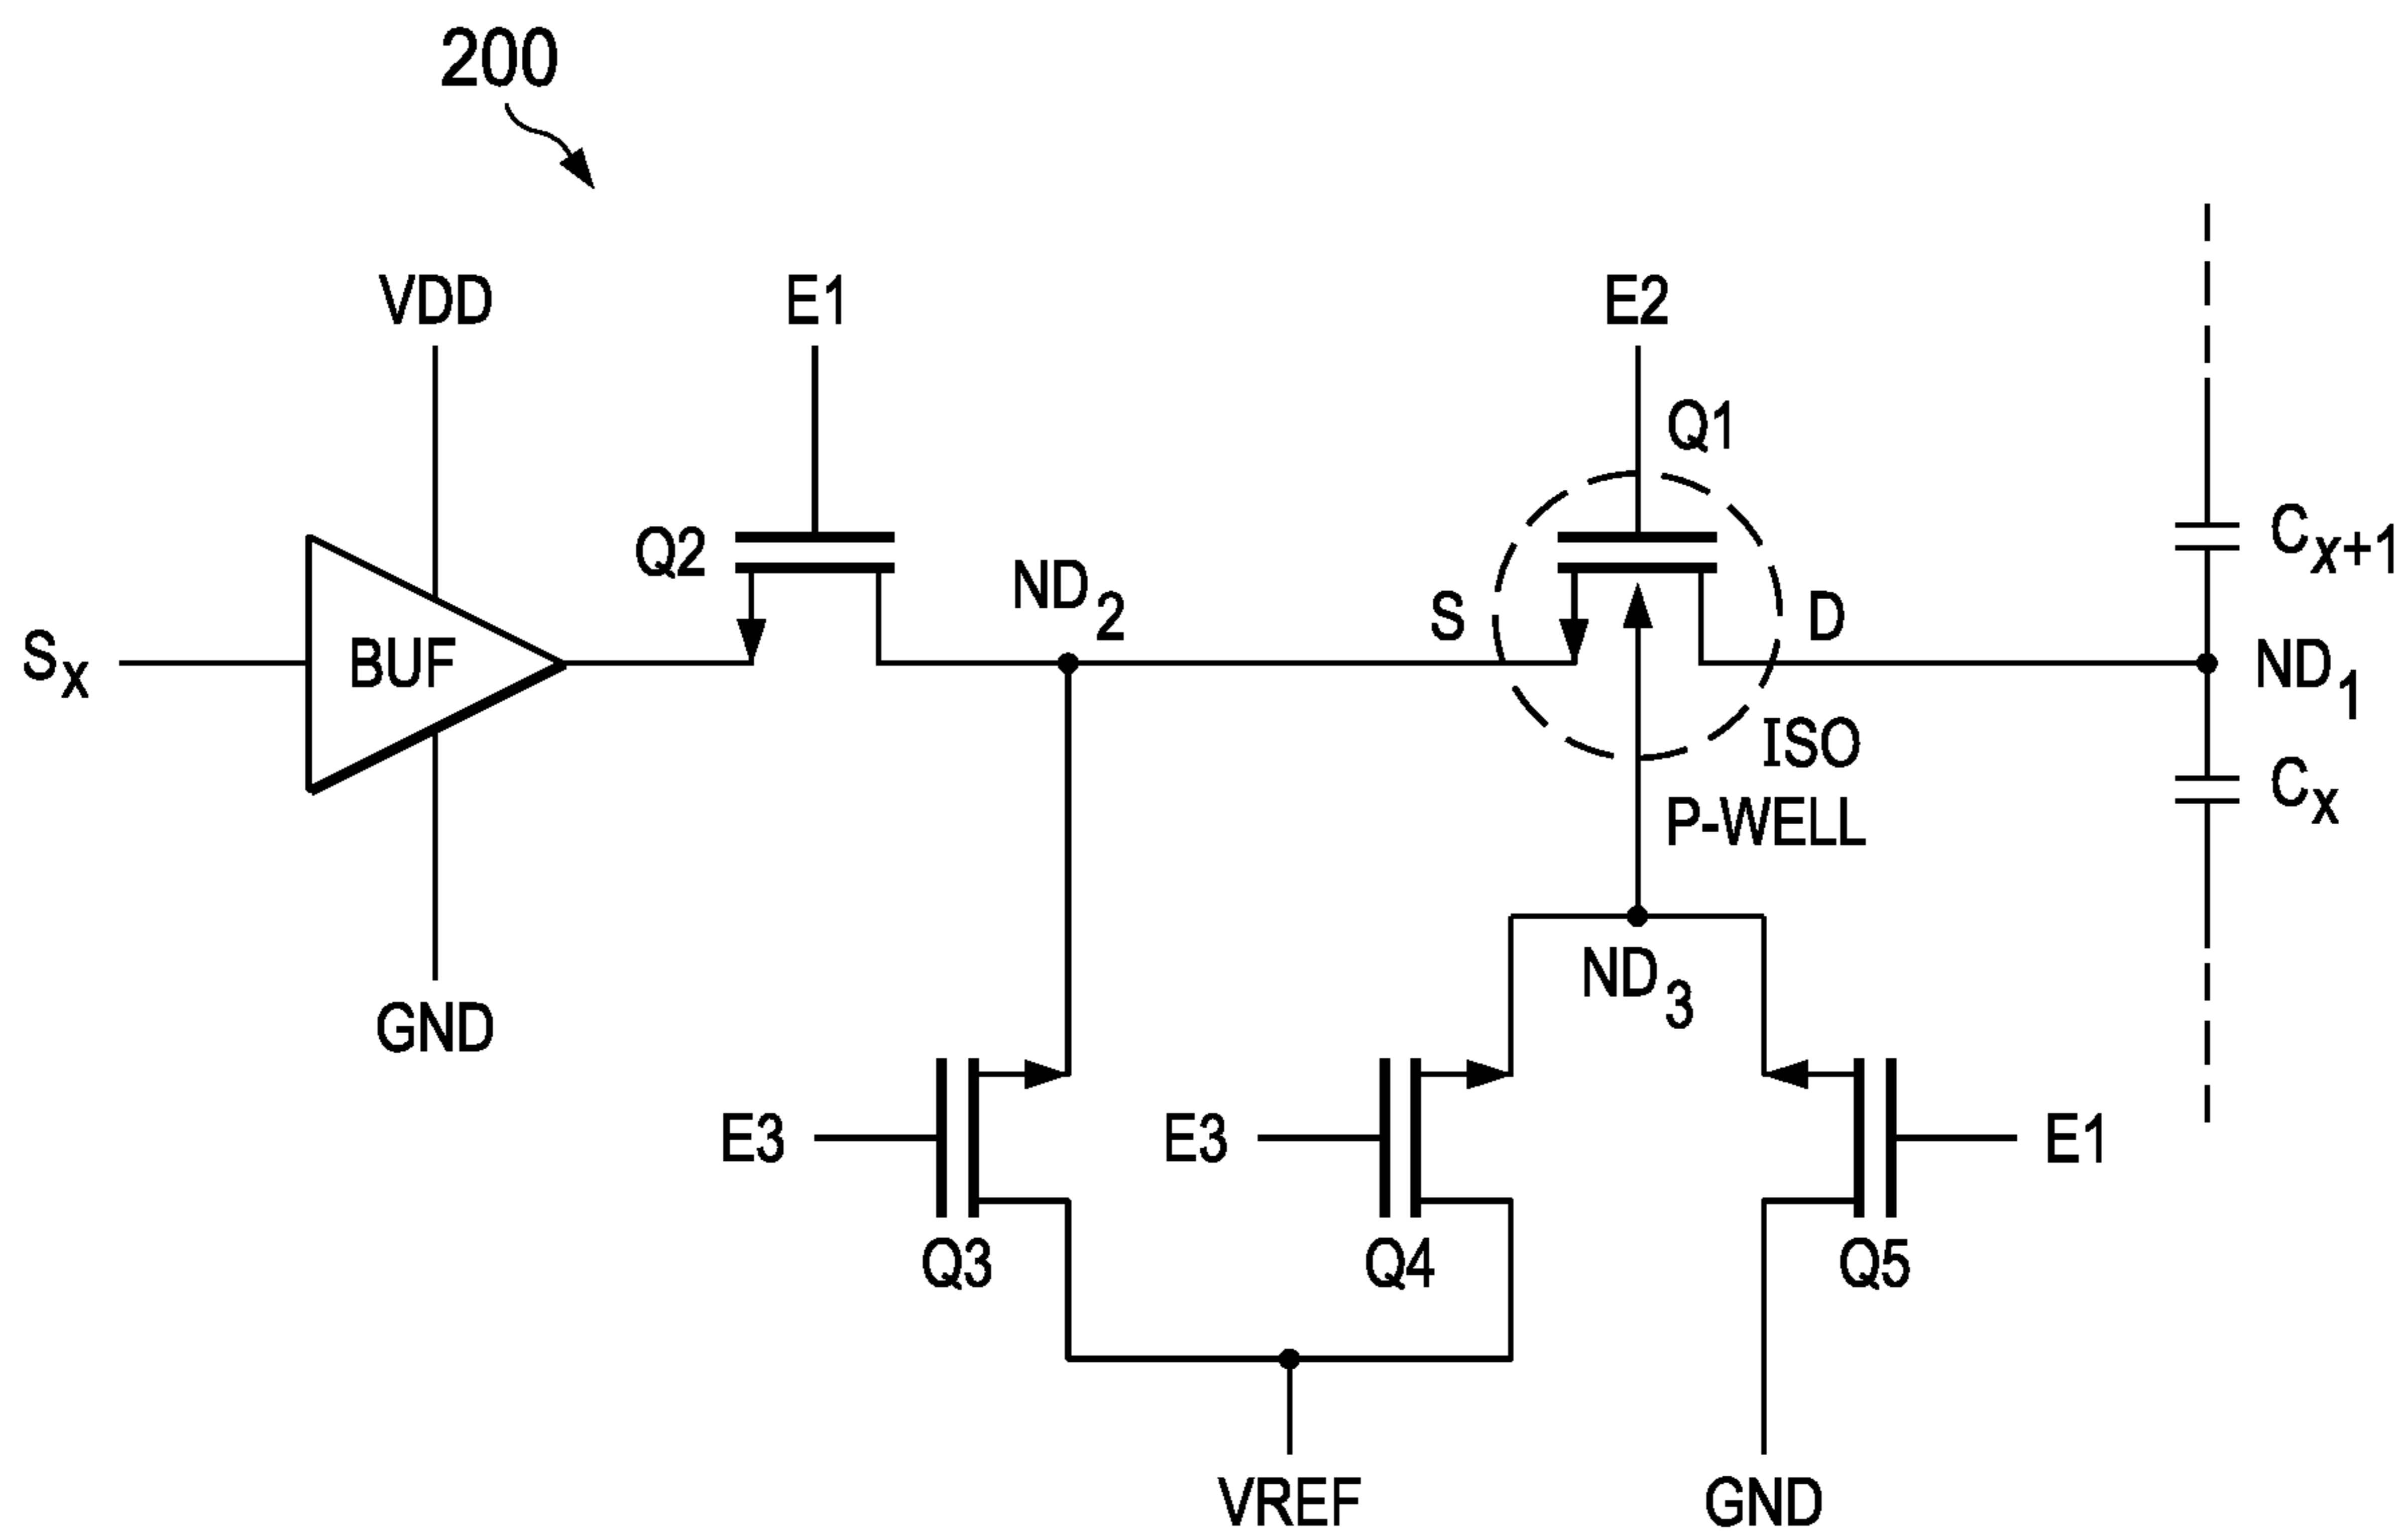 200
VDD
E1
E2
Q1
Q2
ND2
S
D
Cx+1
Sx
BUF
ND1
ISO
P-WELL
Cx
GND
ND3
E3
E3
E1
Q3
Q4
Q5
VREF
GND